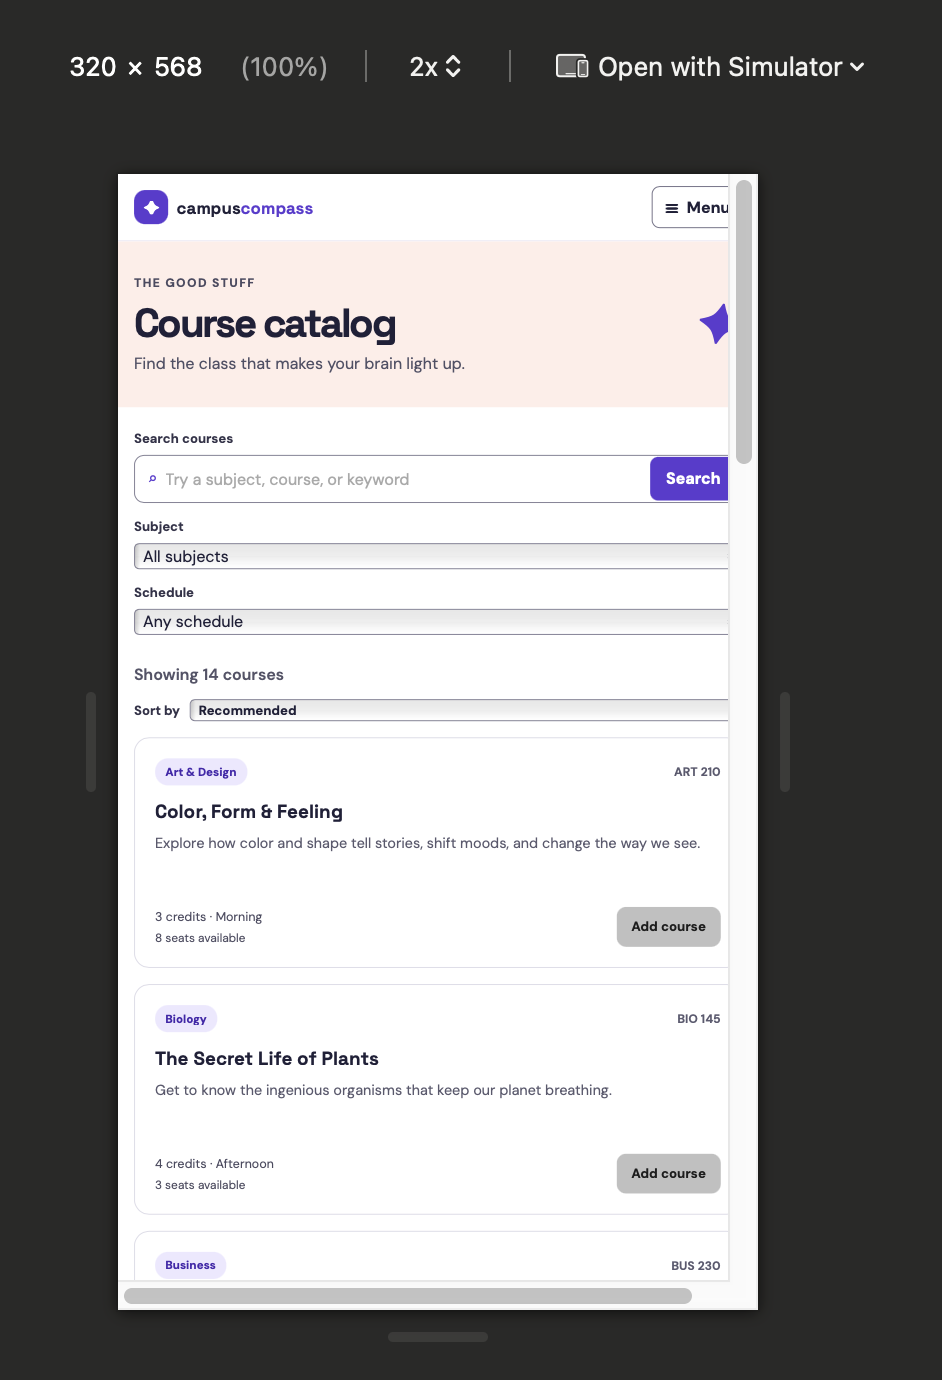 320 × 568 (100%) 2x Open with Simulator
campuscompass Menu
THE GOOD STUFF
Course catalog
Find the class that makes your brain light up.
Search courses
Try a subject, course, or keyword Search
Subject
All subjects
Schedule
Any schedule
Showing 14 courses
Sort by Recommended
Art & Design ART 210
Color, Form & Feeling
Explore how color and shape tell stories, shift moods, and change the way we see.
3 credits · Morning
8 seats available
Add course
Biology BIO 145
The Secret Life of Plants
Get to know the ingenious organisms that keep our planet breathing.
4 credits · Afternoon
3 seats available
Add course
Business BUS 230